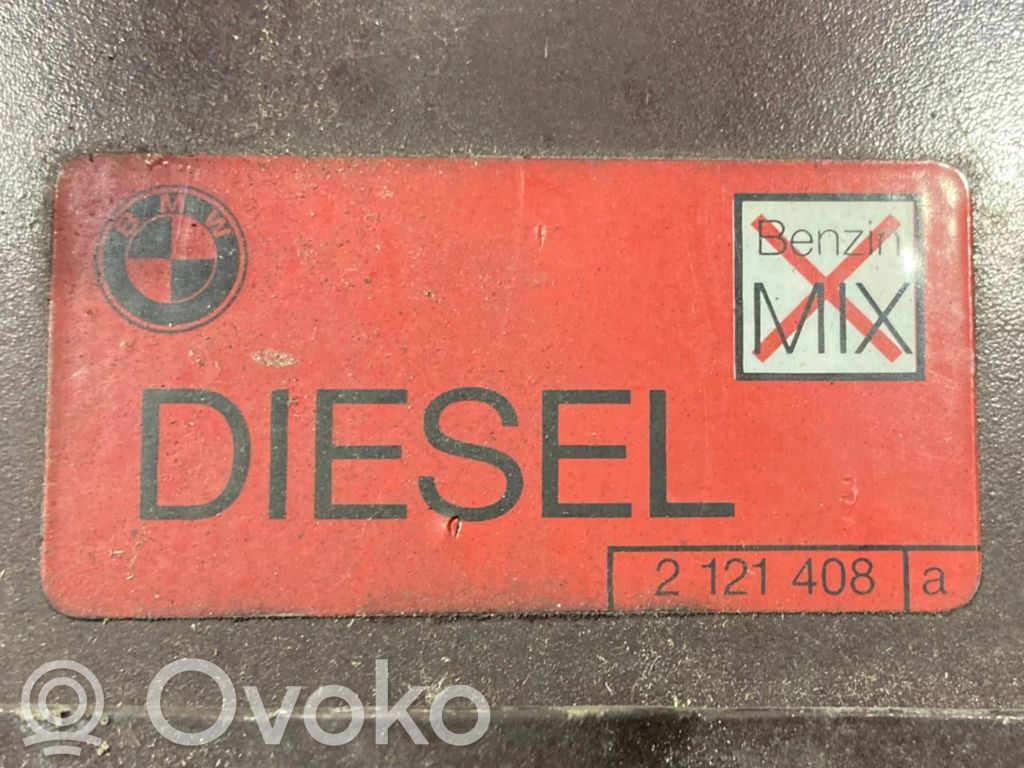 BMW
Benzin
MIX
DIESEL
2 121 408 a
Ovoko